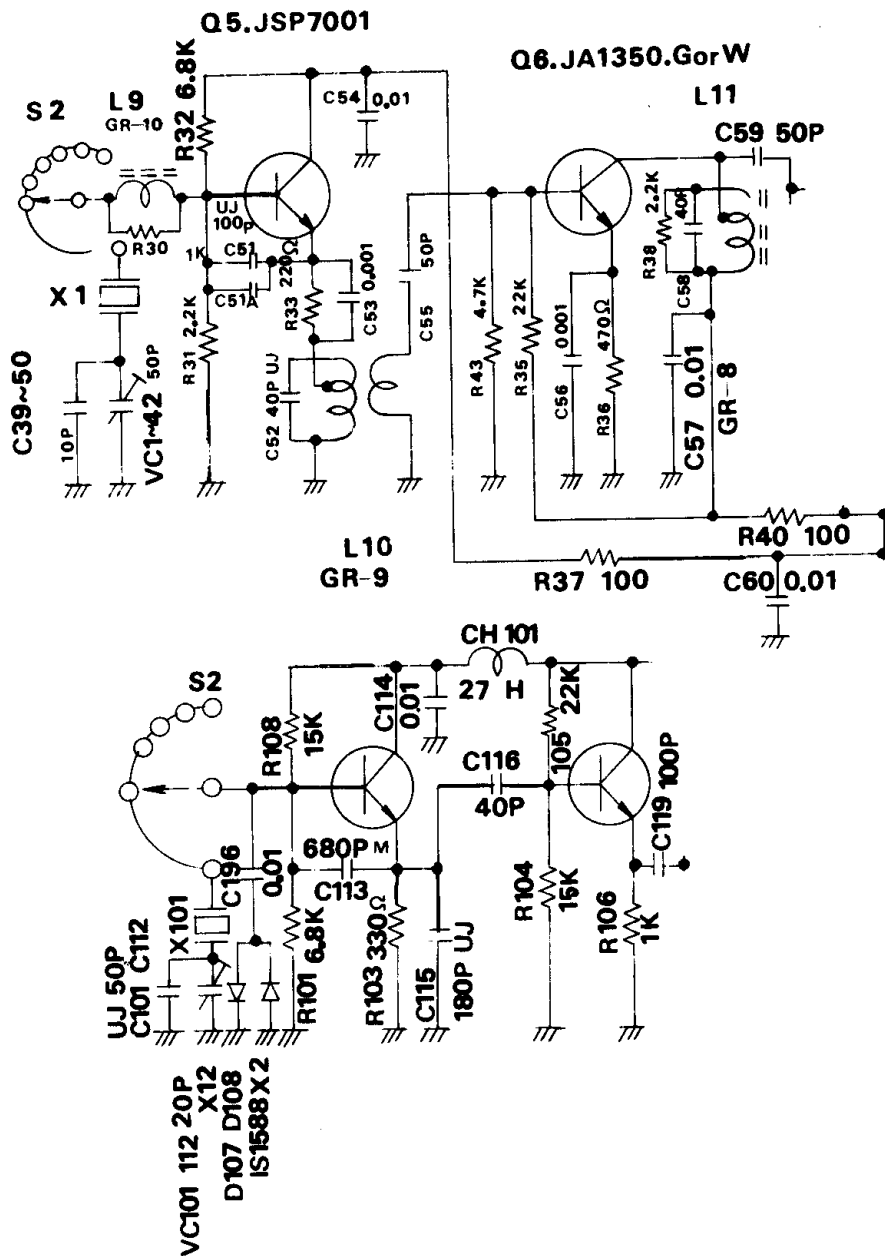 Q5.JSP7001
Q6.JA1350.GorW
S2
L9
GR-10
R32 6.8K
C54
0.01
L11
C59 50P
UJ
100p
R30
1K
C51
C51A
220Ω
R33
0.001
C53
50P
C55
2.2K
R38
40P
C58
X1
R31 2.2K
C52 40P UJ
4.7K
R43
22K
R35
0.001
C56
470Ω
R36
C57 0.01
GR-8
C39~50
10P
50P
VC1~42
L10
GR-9
R40 100
R37 100
C60 0.01
CH 101
27 H
S2
R108
15K
C114
0.01
22K
105
C116
40P
C119 100P
680P M
C113
C196
0.01
X101
R101 6.8K
R103 330Ω
C115
180P UJ
R104
15K
R106
1K
UJ 50P
C101 C112
VC101 112 20P
X12
D107 D108
IS1588 X 2